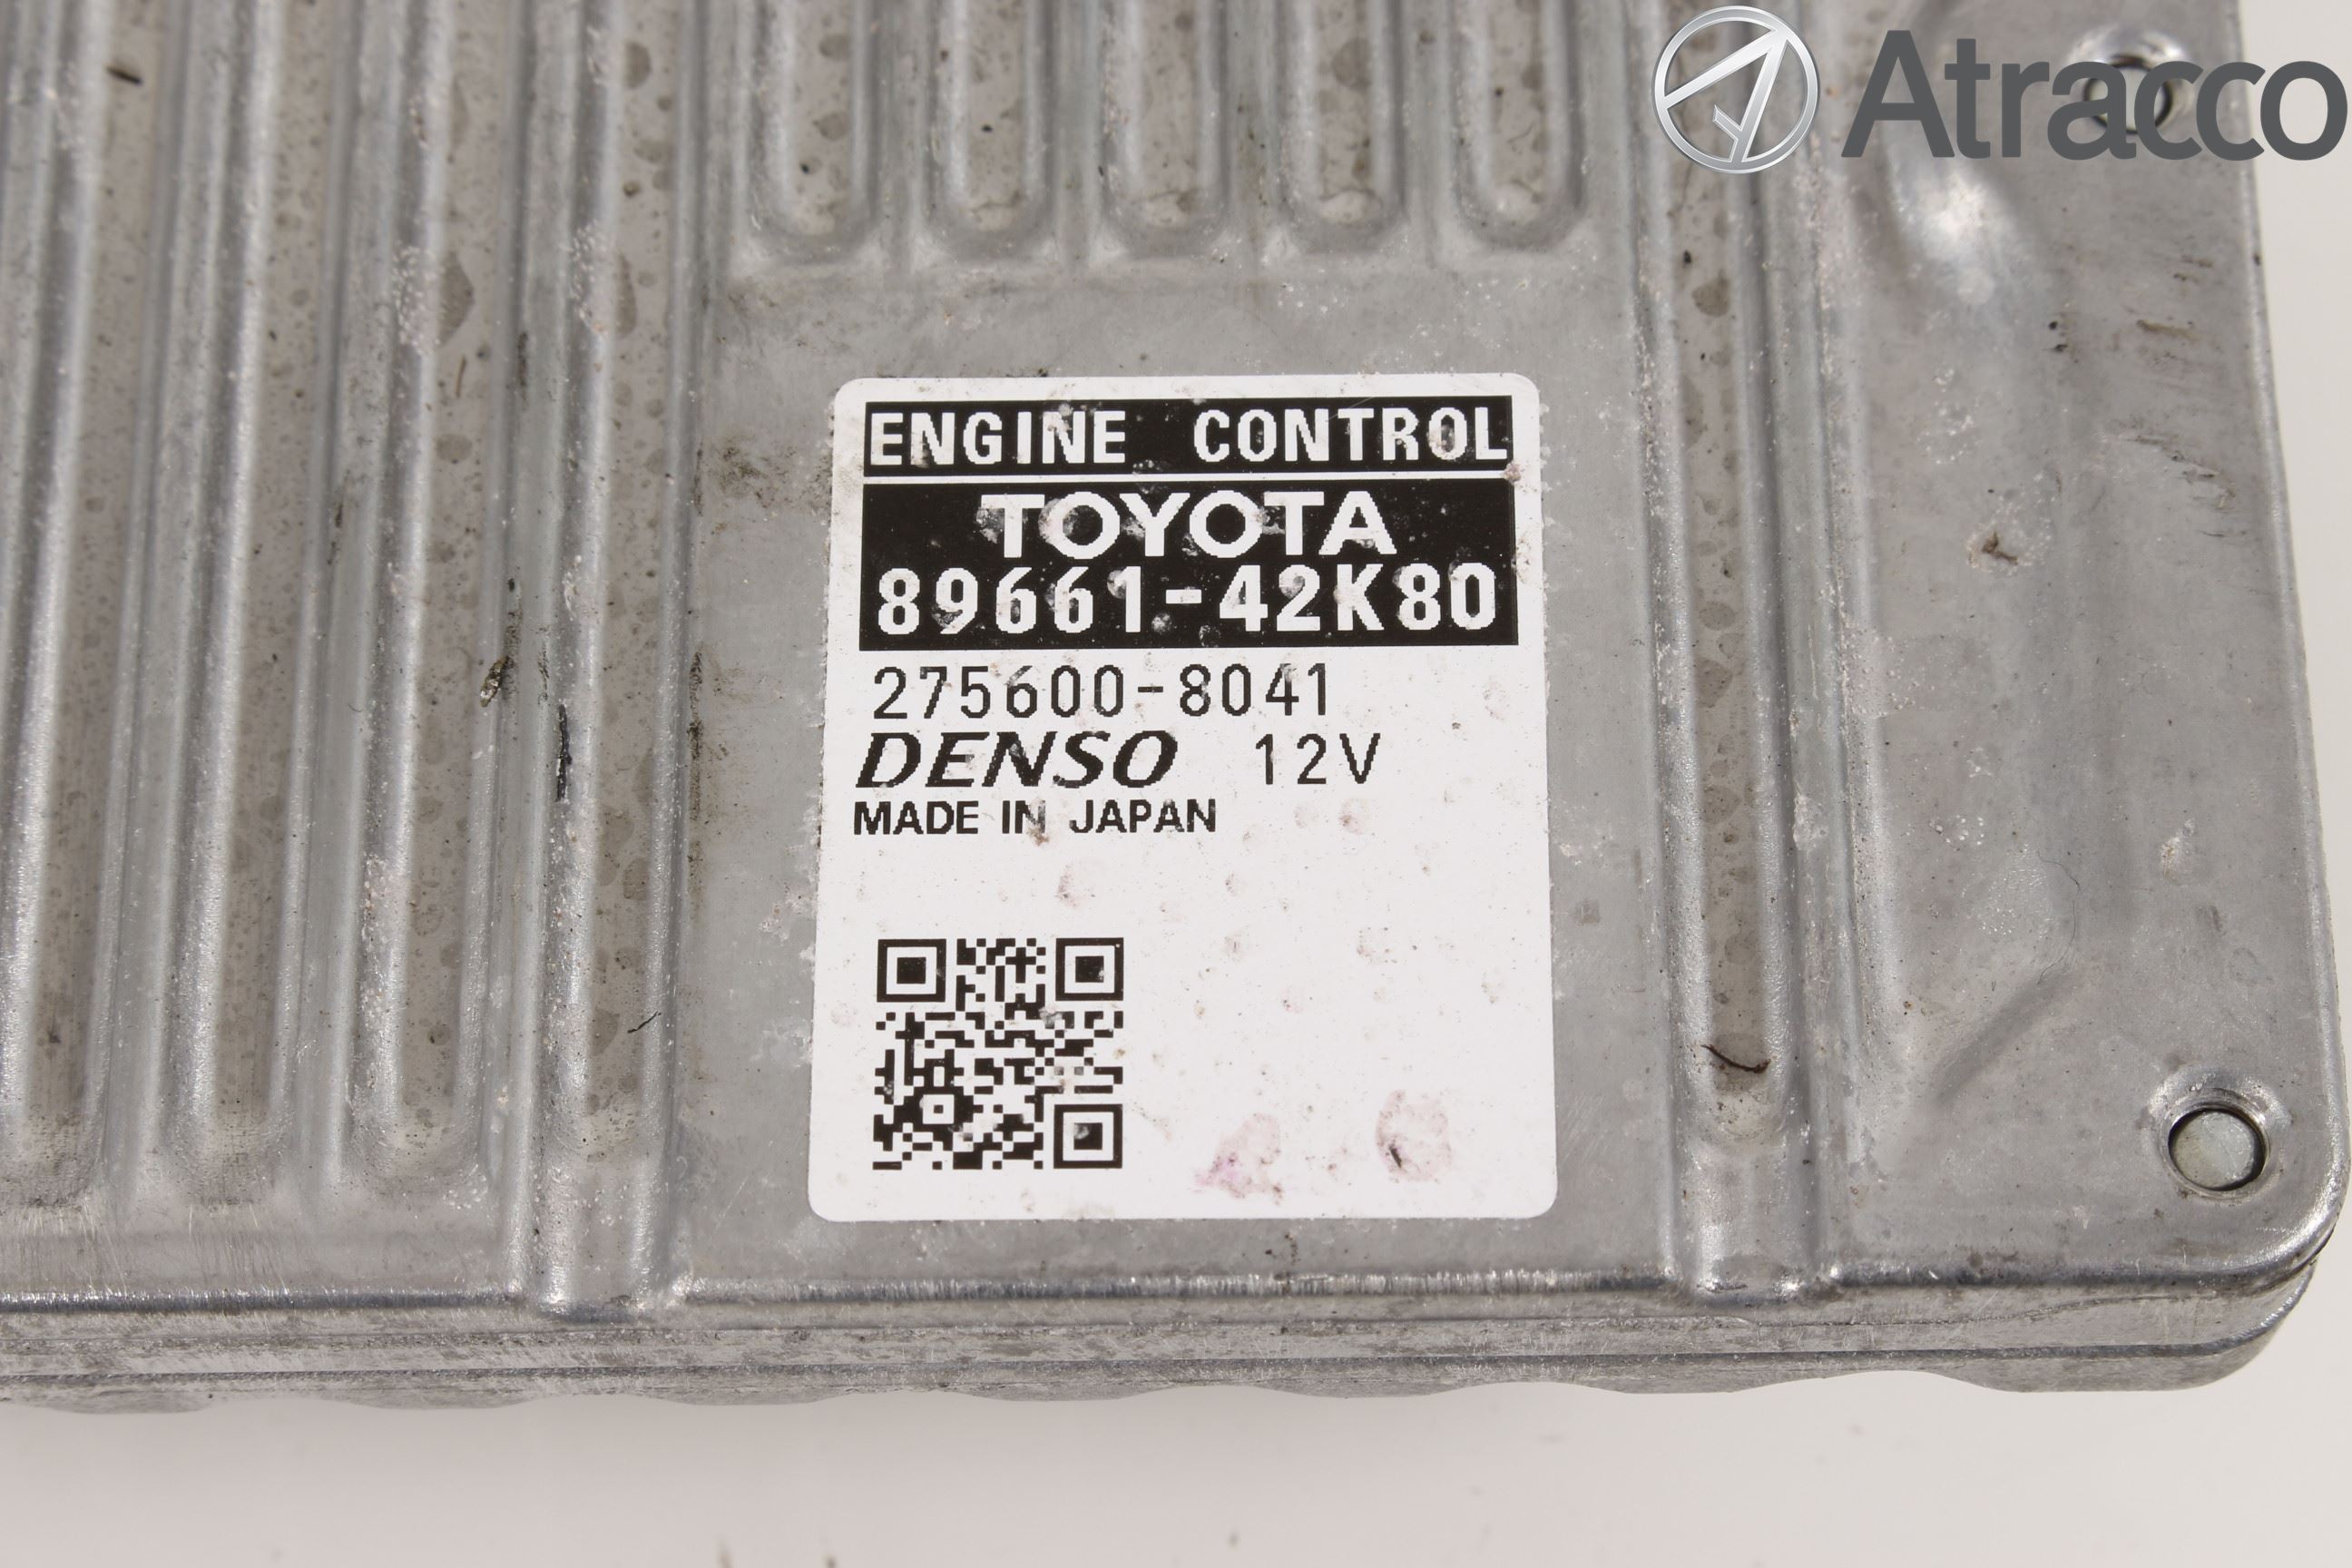 Atracco
ENGINE CONTROL
TOYOTA
89661-42K80
275600-8041
DENSO 12V
MADE IN JAPAN